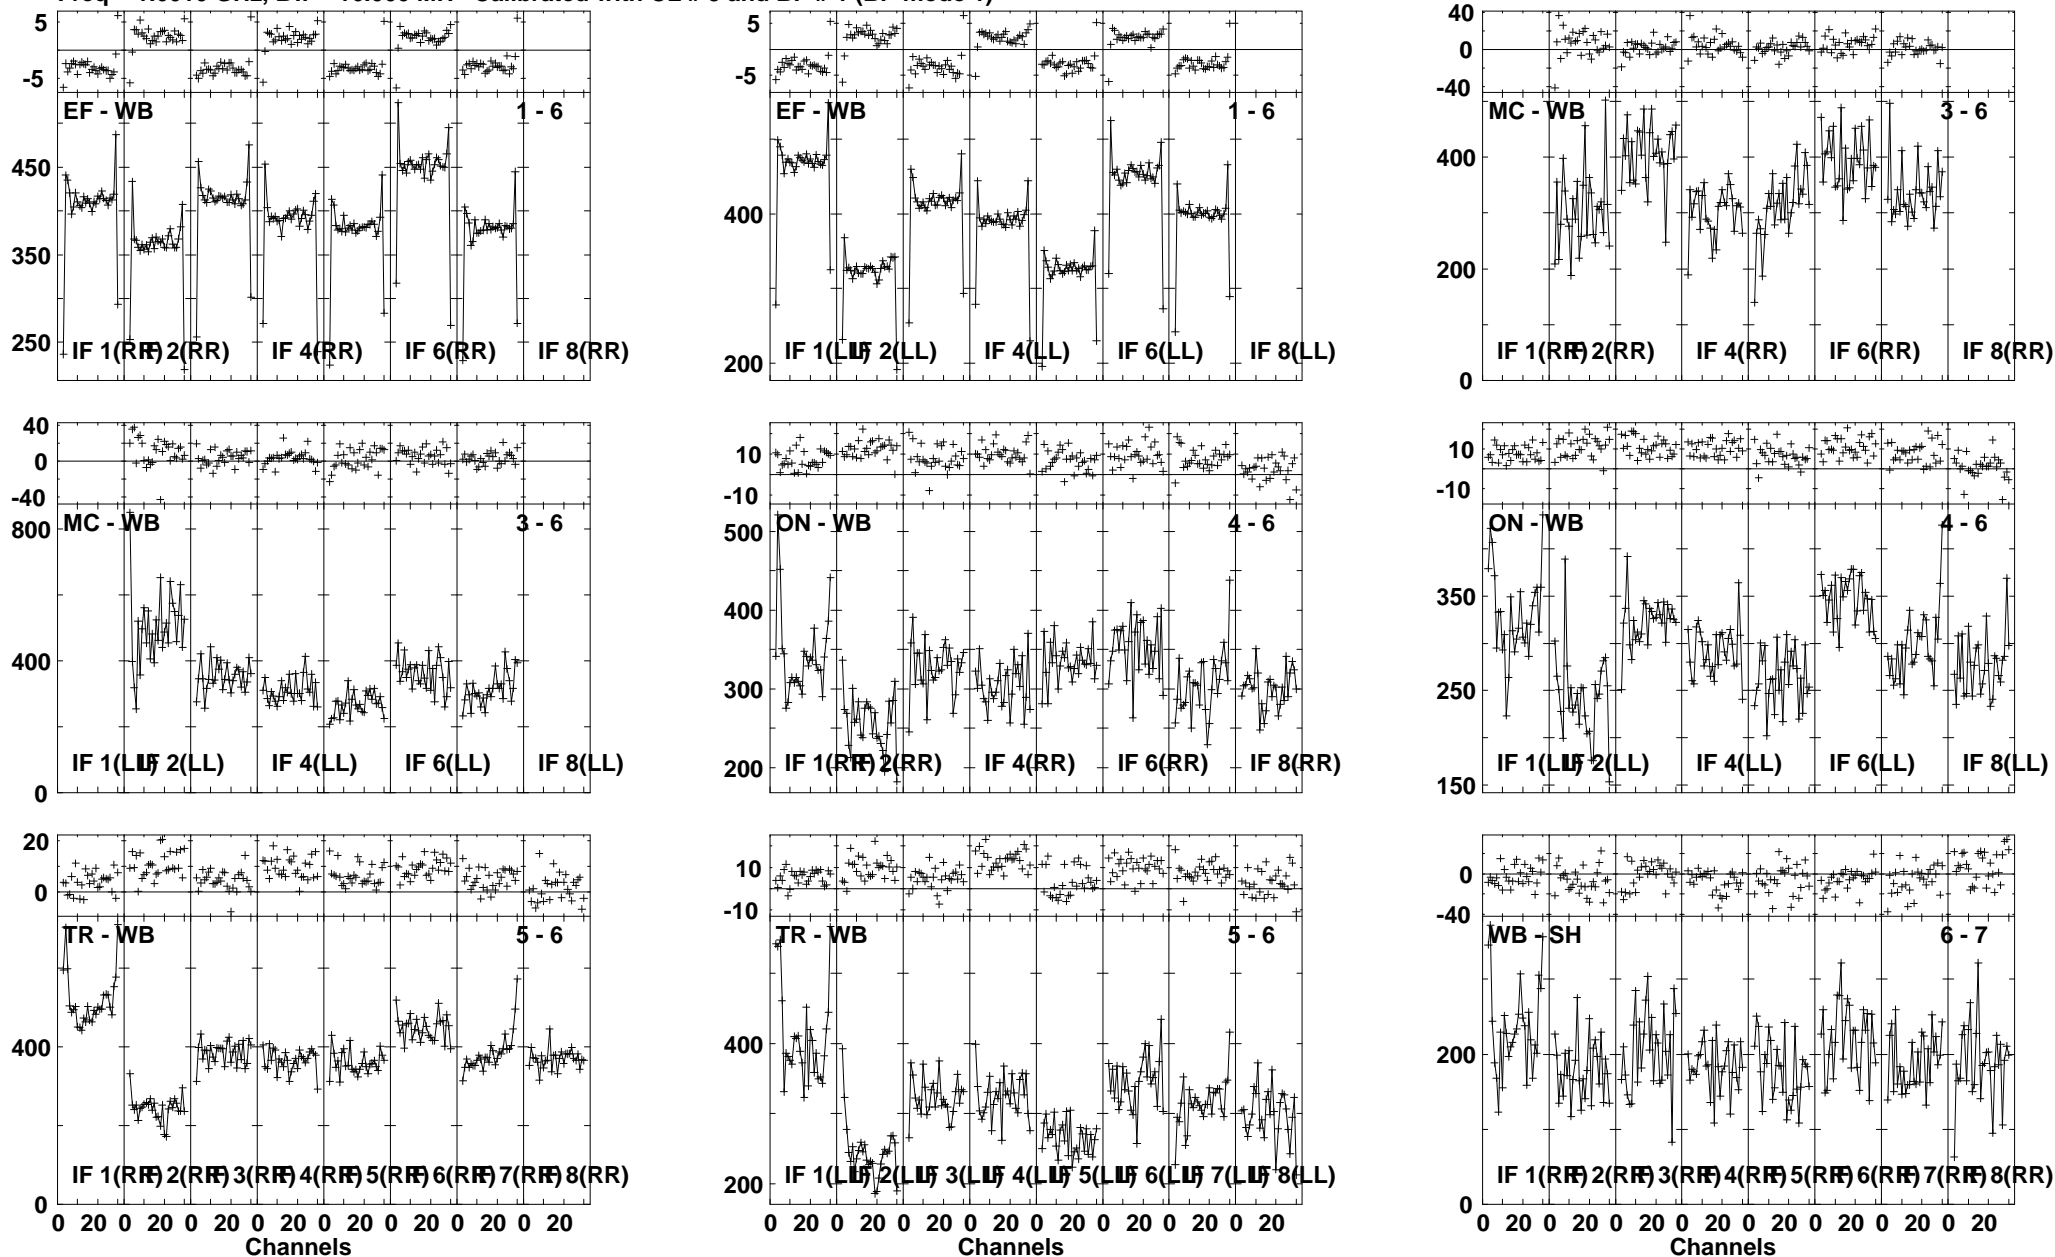 Freq GHz, Bw MH Calibrated with CL # and BP # 1 (BP mode 1)
5
-5
EF - WB 1 - 6
450
350
250
IF 1(RR) IF 2(RR) IF 4(RR) IF 6(RR) IF 8(RR)
5
-5
EF - WB 1 - 6
400
200
IF 1(LL) IF 2(LL) IF 4(LL) IF 6(LL) IF 8(LL)
40
0
-40
MC - WB 3 - 6
400
200
0
IF 1(RR) IF 2(RR) IF 4(RR) IF 6(RR) IF 8(RR)
40
0
-40
MC - WB 3 - 6
800
400
0
IF 1(LL) IF 2(LL) IF 4(LL) IF 6(LL) IF 8(LL)
10
-10
ON - WB 4 - 6
500
400
300
200
IF 1(RR) IF 2(RR) IF 4(RR) IF 6(RR) IF 8(RR)
10
-10
ON - WB 4 - 6
350
250
150
IF 1(LL) IF 2(LL) IF 4(LL) IF 6(LL) IF 8(LL)
20
0
TR - WB 5 - 6
400
0
IF 1(RR) IF 2(RR) IF 3(RR) IF 4(RR) IF 5(RR) IF 6(RR) IF 7(RR) IF 8(RR)
0 20 0 20 0 20 0 20 0 20 0 20 0 20 0 20
Channels
10
-10
TR - WB 5 - 6
400
200
IF 1(LL) IF 2(LL) IF 3(LL) IF 4(LL) IF 5(LL) IF 6(LL) IF 7(LL) IF 8(LL)
0 20 0 20 0 20 0 20 0 20 0 20 0 20 0 20
Channels
0
-40
WB - SH 6 - 7
200
0
IF 1(RR) IF 2(RR) IF 3(RR) IF 4(RR) IF 5(RR) IF 6(RR) IF 7(RR) IF 8(RR)
0 20 0 20 0 20 0 20 0 20 0 20 0 20 0 20
Channels